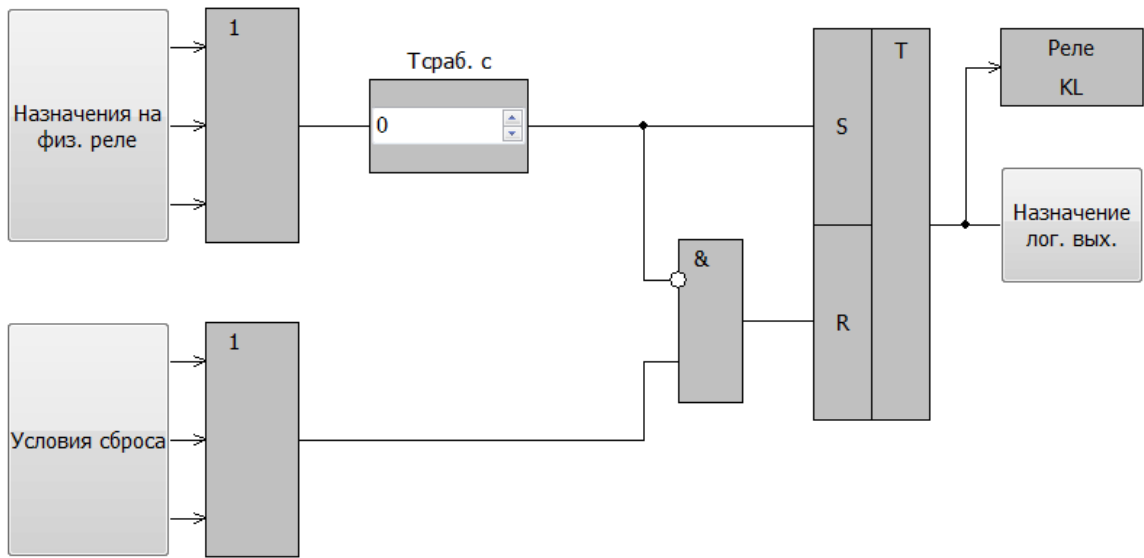 Назначения на
физ. реле
1
Тсраб. с
0
T
S
R
Реле
KL
Назначение
лог. вых.
&
Условия сброса
1